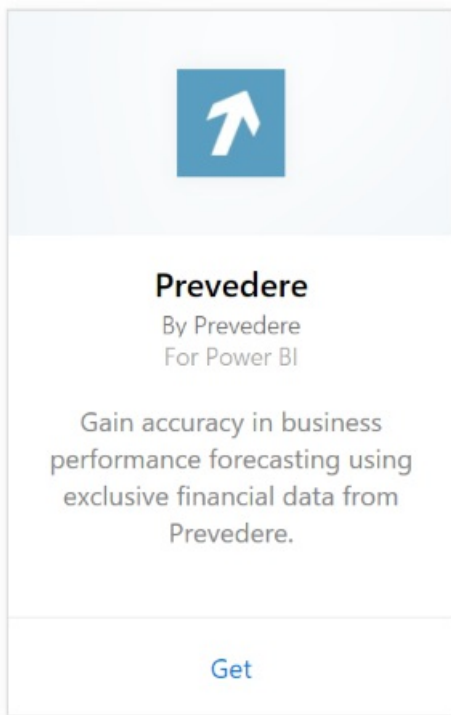 Prevedere
By Prevedere
For Power BI
Gain accuracy in business
performance forecasting using
exclusive financial data from
Prevedere.
Get